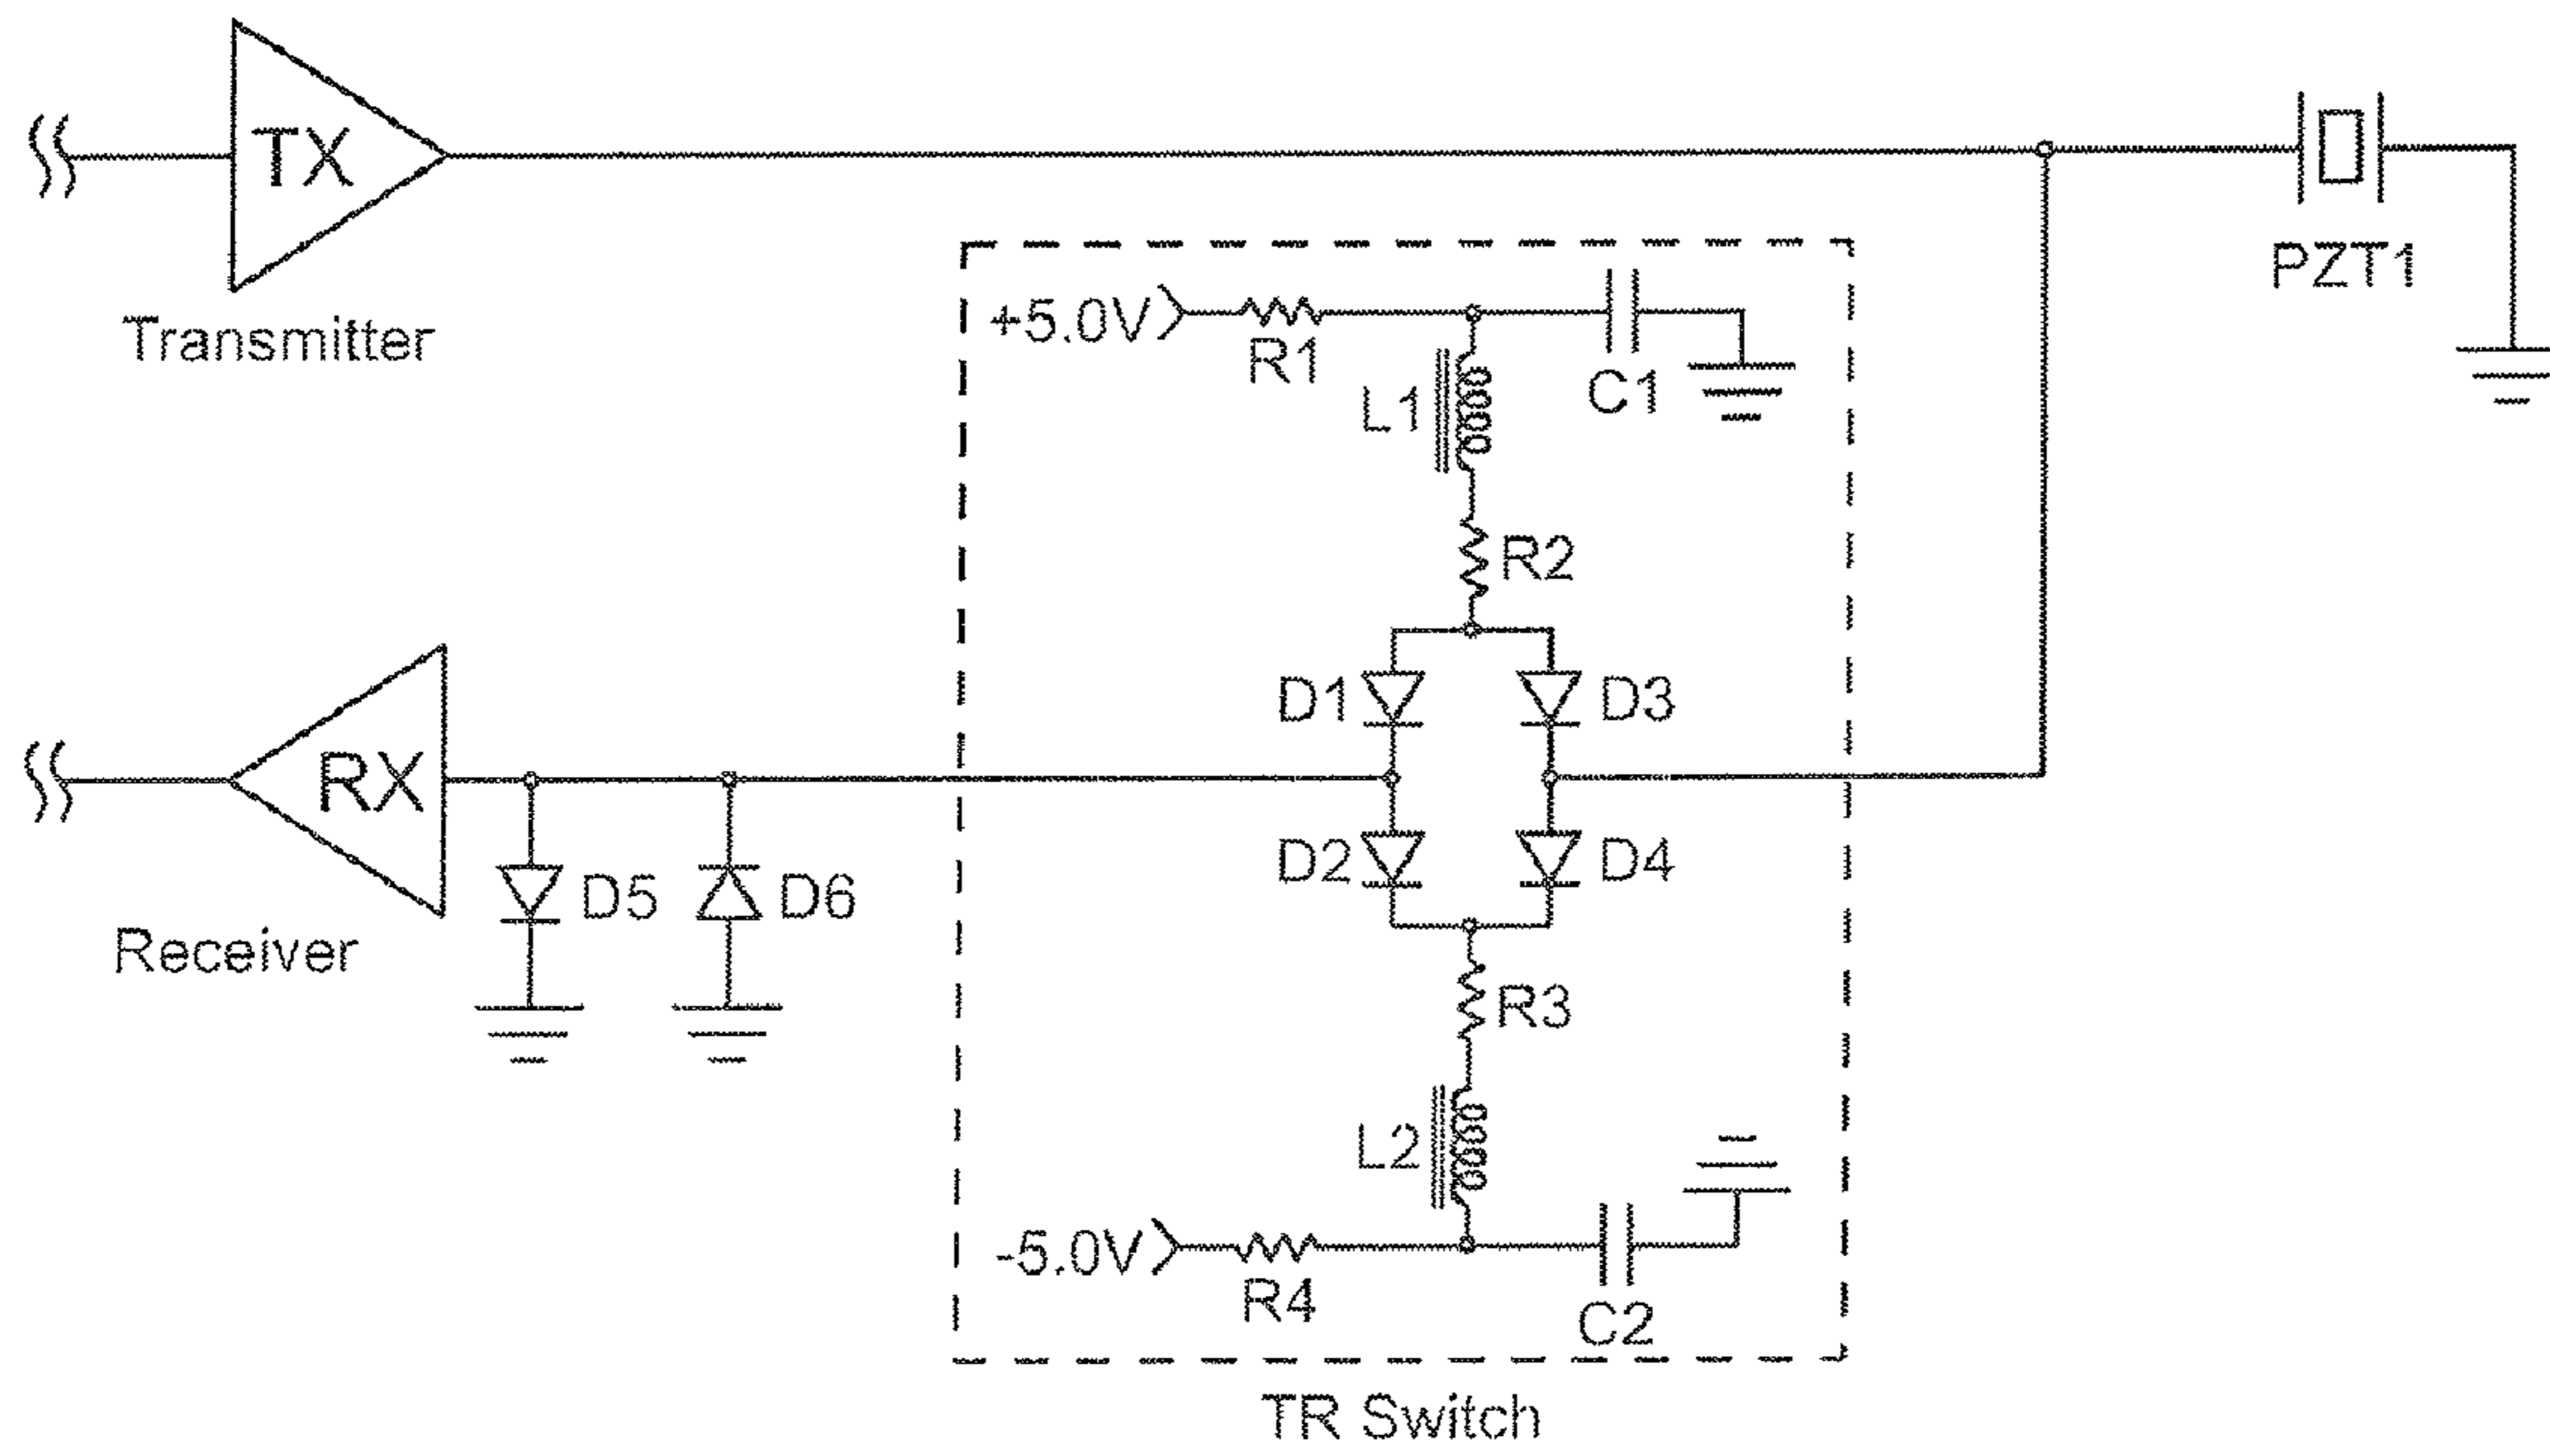 TX
Transmitter
PZT1
+5.0V
R1
C1
L1
R2
D1
D3
RX
D2
D4
D5
D6
Receiver
R3
L2
-5.0V
R4
C2
TR Switch